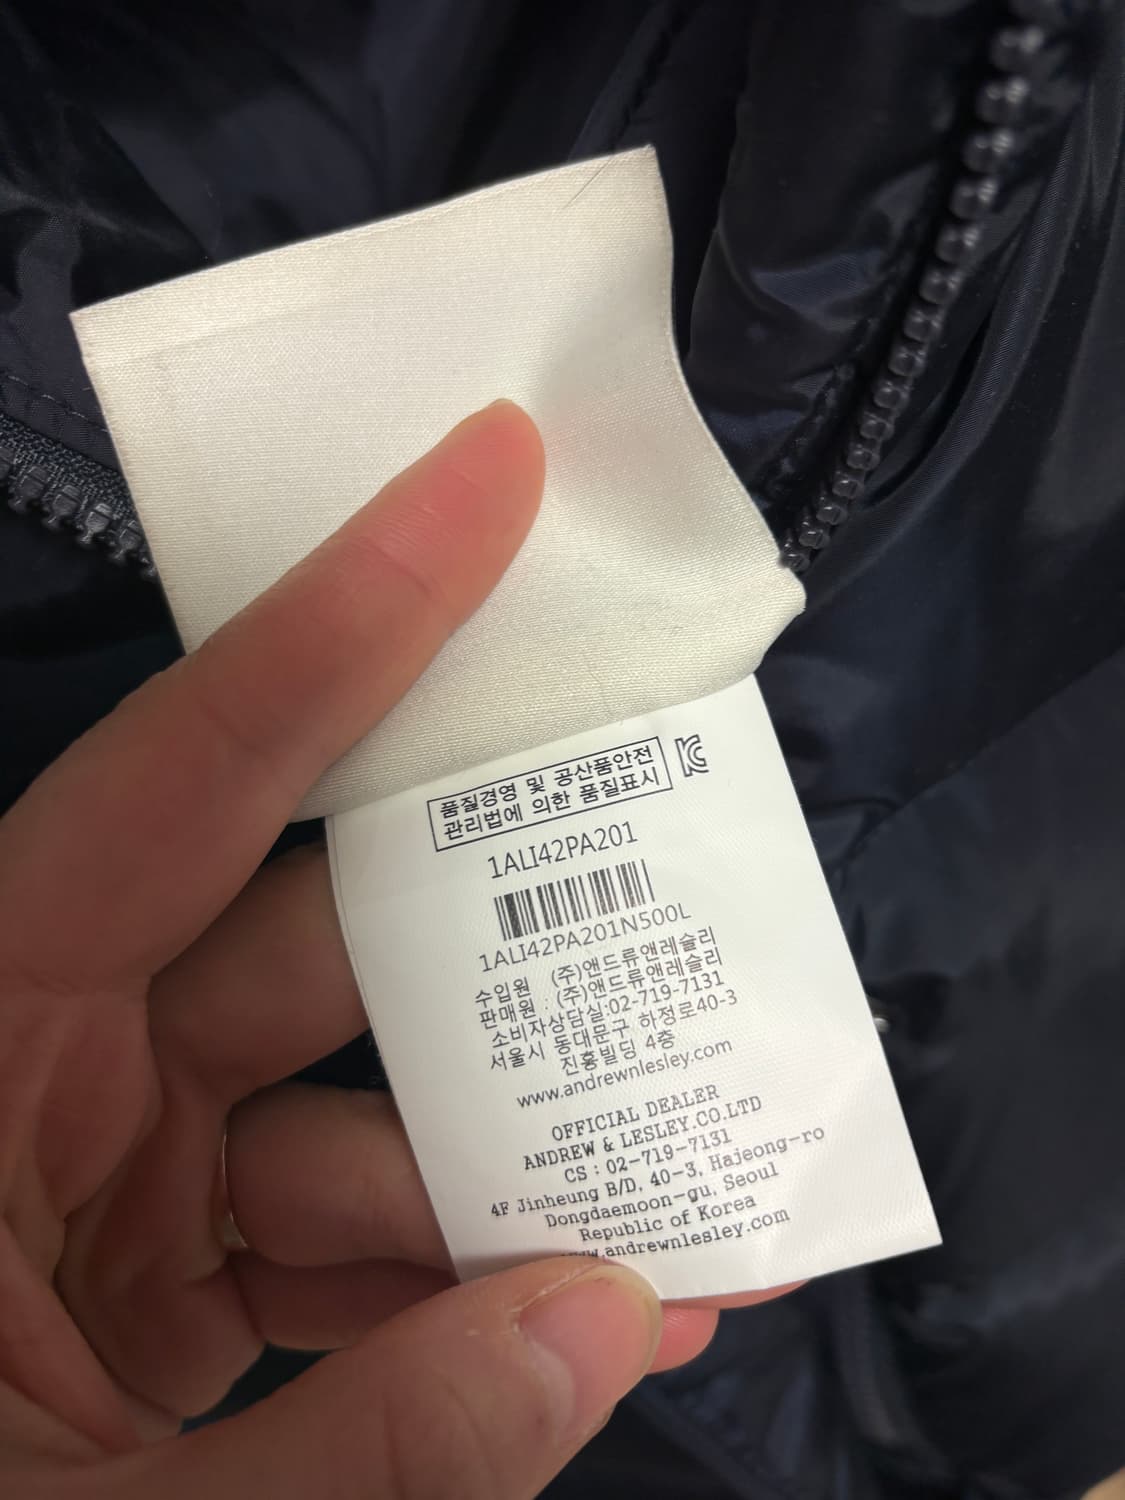 품질경영 및 공산품안전
관리법에 의한 품질표시
1ALI42PA201
1ALI42PA201N500L
수입원 (주)앤드류앤레슬리
판매원 : (주)앤드류앤레슬리
소비자상담실:02-719-7131
서울시 동대문구 하정로40-3
진흥빌딩 4층
www.andrewnlesley.com
OFFICIAL DEALER
ANDREW & LESLEY.CO.LTD
CS : 02-719-7131
4F Jinheung B/D, 40-3, Hajeong-ro
Dongdaemoon-gu, Seoul
Republic of Korea
www.andrewnlesley.com